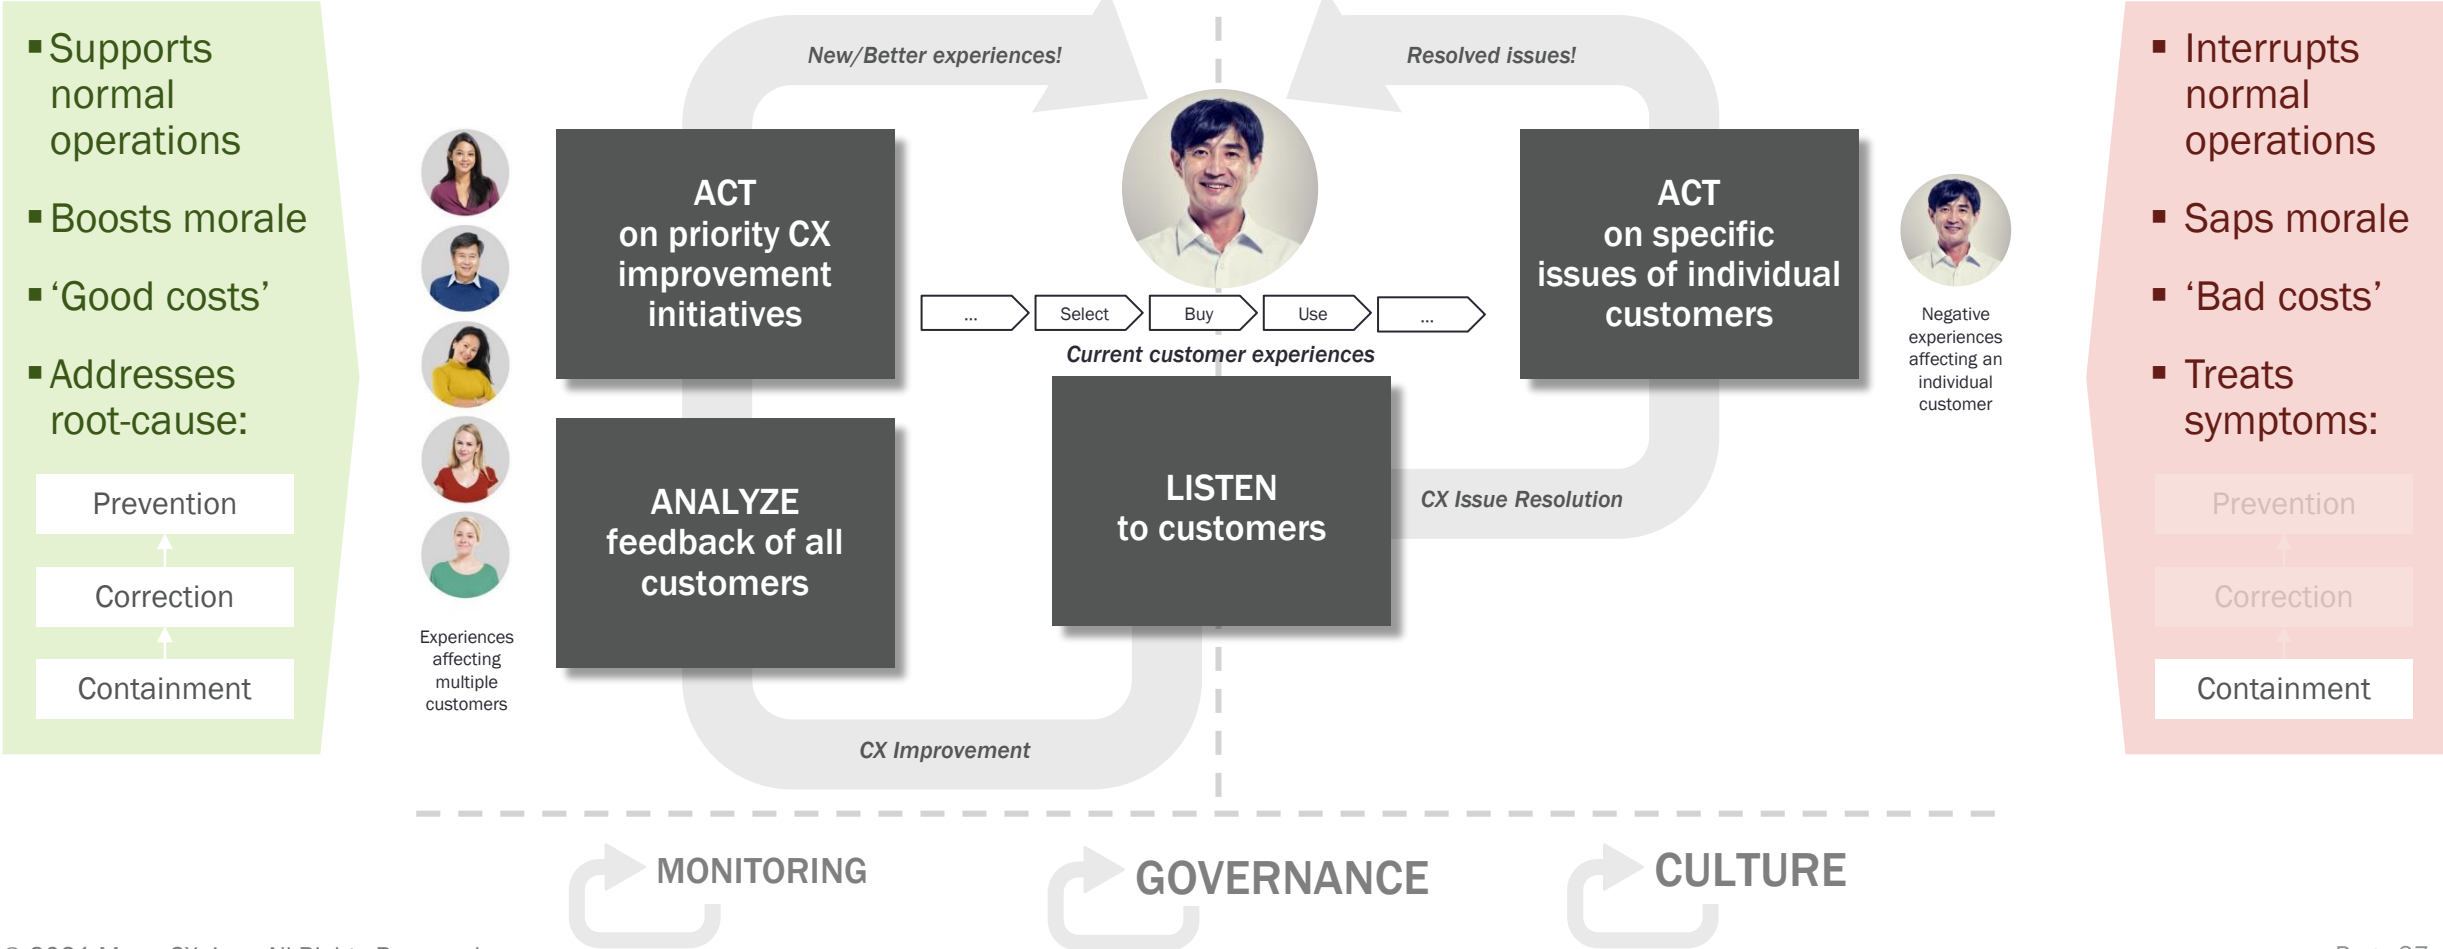 ▪ Supports
normal
operations
▪ Boosts morale
▪ ‘Good costs’
▪ Addresses
root-cause:
Prevention
Correction
Containment
Experiences
affecting
multiple
customers
New/Better experiences!
ACT
on priority CX
improvement
initiatives
ANALYZE
feedback of all
customers
CX Improvement
...
Select
Buy
Use
...
Current customer experiences
LISTEN
to customers
Resolved issues!
ACT
on specific
issues of individual
customers
CX Issue Resolution
Negative
experiences
affecting an
individual
customer
▪ Interrupts
normal
operations
▪ Saps morale
▪ ‘Bad costs’
▪ Treats
symptoms:
Prevention
Correction
Containment
MONITORING
GOVERNANCE
CULTURE
All Rights